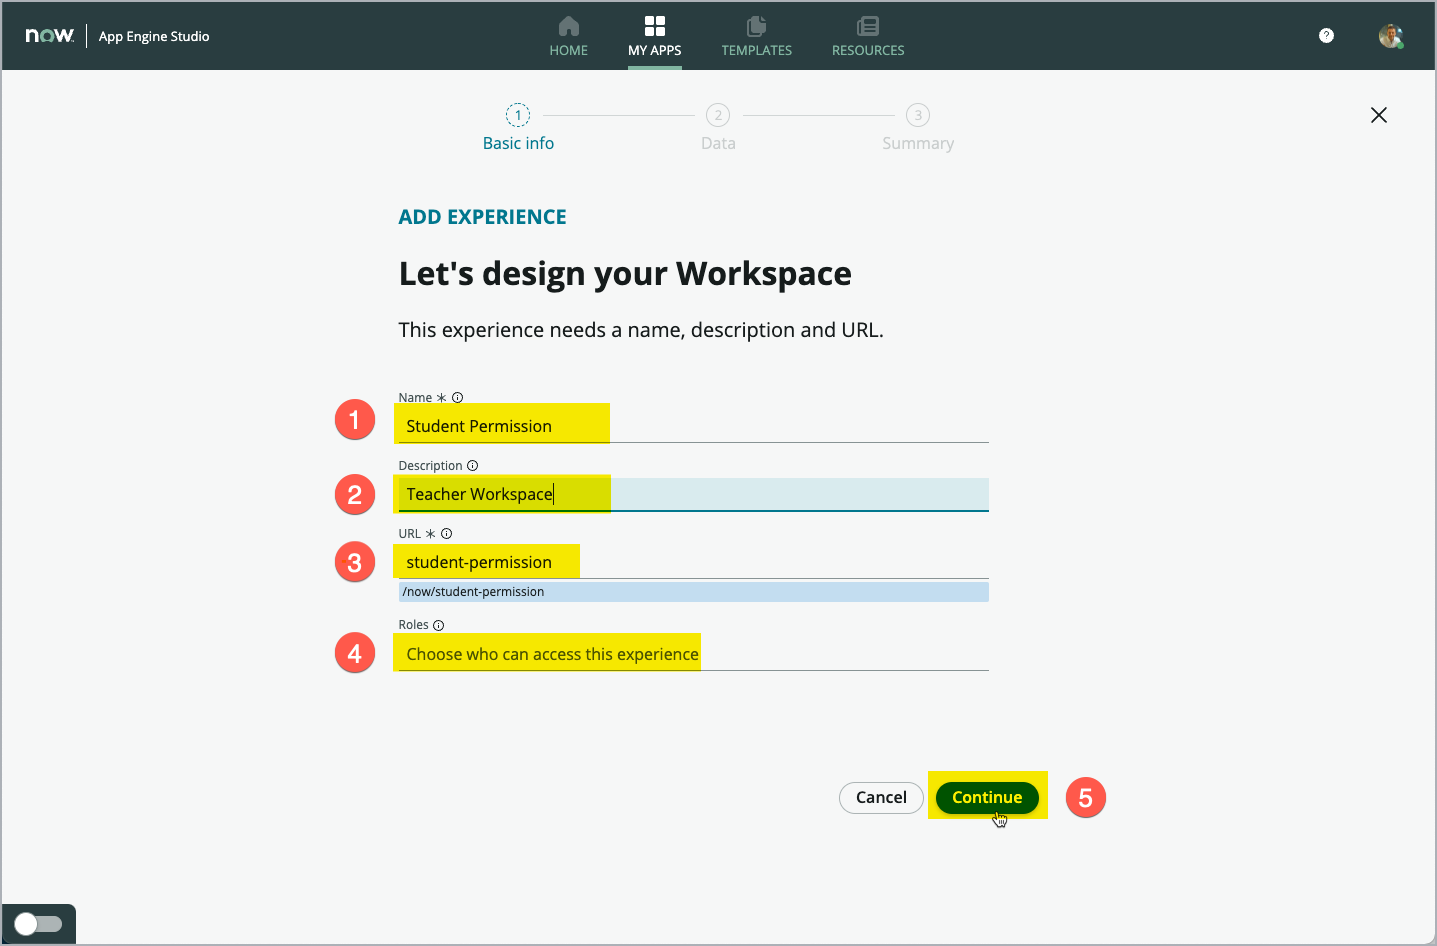 now. App Engine Studio
HOME
MY APPS
TEMPLATES
RESOURCES
?
1
2
3
Basic info
Data
Summary
ADD EXPERIENCE
Let's design your Workspace
This experience needs a name, description and URL.
Name *
1
Student Permission
Description
2
Teacher Workspace
URL *
3
student-permission
/now/student-permission
Roles
4
Choose who can access this experience
Cancel
Continue
5